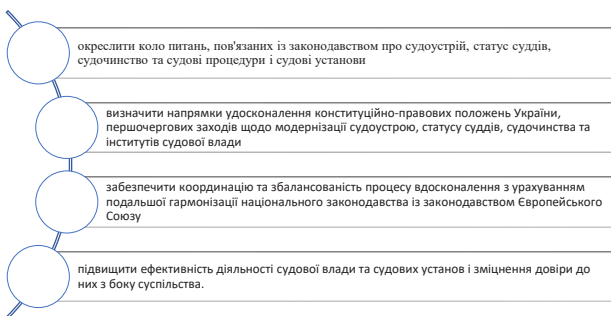 окреслити коло питань, пов'язаних із законодавством про судоустрій, статус суддів,
судочинство та судові процедури і судові установи
визначити напрямки удосконалення конституційно-правових положень України,
першочергових заходів щодо модернізації судоустрою, статусу суддів, судочинства та
інститутів судової влади
забезпечити координацію та збалансованість процесу вдосконалення з урахуванням
подальшої гармонізації національного законодавства із законодавством Європейського
Союзу
підвищити ефективність діяльності судової влади та судових установ і зміцнення довіри до
них з боку суспільства.